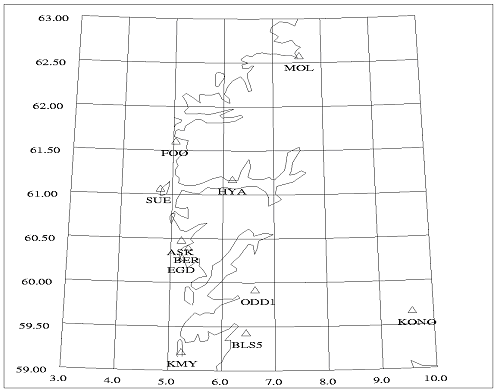 63.00
62.50
MOL
62.00
61.50
FOO
61.00
SUE
HYA
60.50
ASK
BER
60.00
EGD
ODD1
59.50
KONO
BLS5
KMY
59.00
3.0 4.0 5.0 6.0 7.0 8.0 9.0 10.0